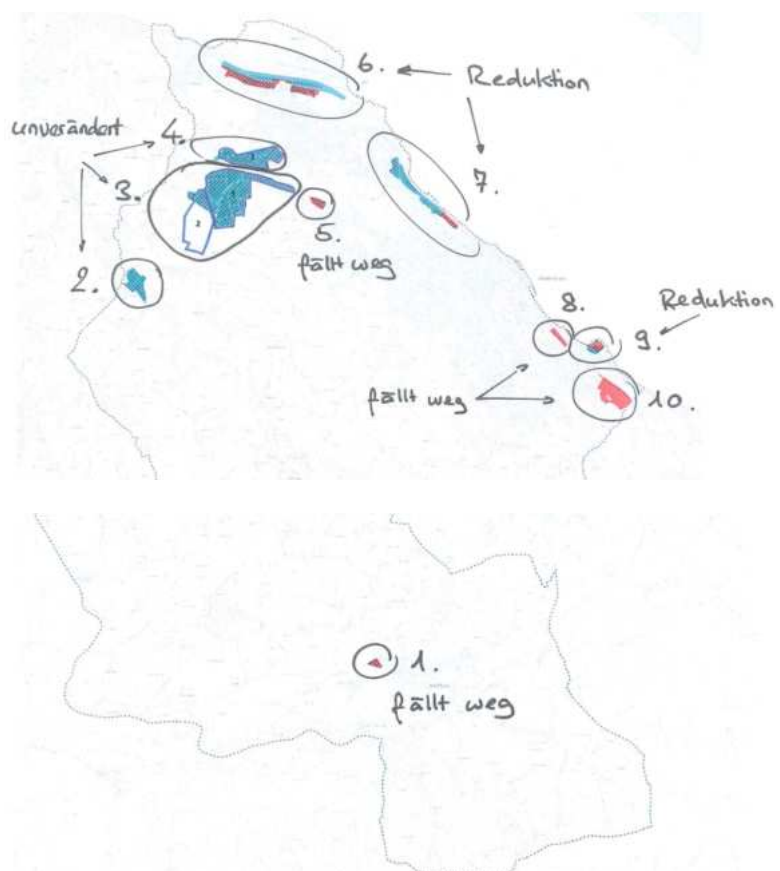 6.
Reduktion
unverändert
4.
3.
7.
5.
fällt weg
2.
8.
Reduktion
9.
fällt weg
10.
1.
fällt weg